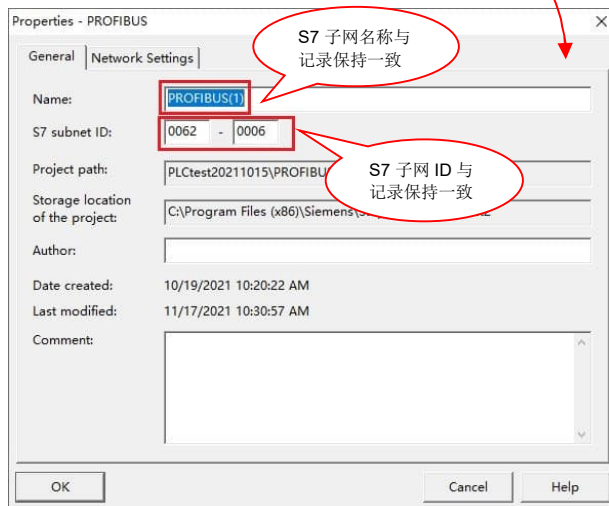 Properties - PROFIBUS
General
Network Settings
S7 子网名称与
记录保持一致
Name:
PROFIBUS(1)
S7 subnet ID:
0062 - 0006
S7 子网 ID 与
记录保持一致
Project path:
PLCtest20211015\PROFIBU
Storage location
of the project:
C:\Program Files (x86)\Siemens\
Author:
Date created:
10/19/2021 10:20:22 AM
Last modified:
11/17/2021 10:30:57 AM
Comment:
OK
Cancel
Help